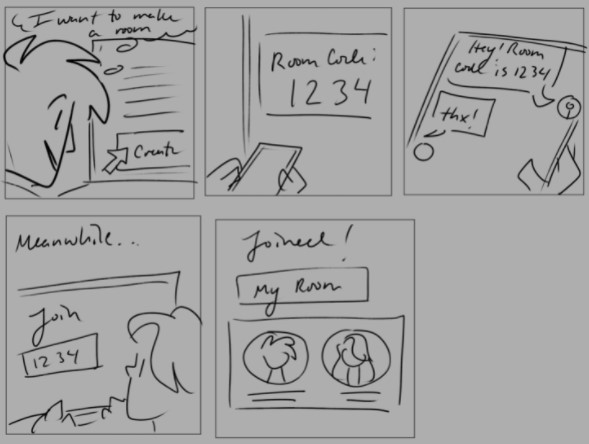 I want to make
a room
Create
Room Code:
1234
Hey! Room
code is 1234
thx!
Meanwhile...
Join
1234
Joined!
My Room